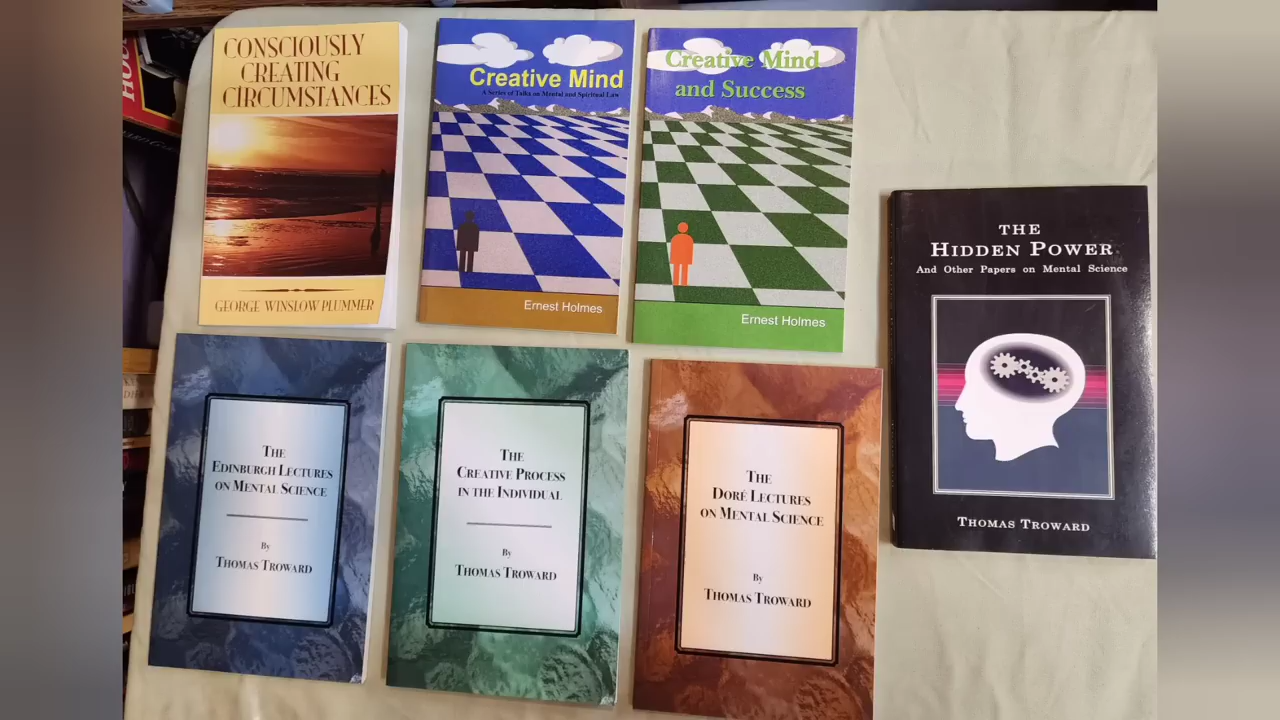 CONSCIOUSLY
CREATING
CIRCUMSTANCES
GEORGE WINSLOW PLUMMER
Creative Mind
A Series of Talks on Mental and Spiritual Law
Ernest Holmes
Creative Mind
and Success
Ernest Holmes
THE
HIDDEN POWER
And Other Papers on Mental Science
THOMAS TROWARD
THE
EDINBURGH LECTURES
ON MENTAL SCIENCE
By
THOMAS TROWARD
THE
CREATIVE PROCESS
IN THE INDIVIDUAL
By
THOMAS TROWARD
THE
DORÉ LECTURES
ON MENTAL SCIENCE
By
THOMAS TROWARD